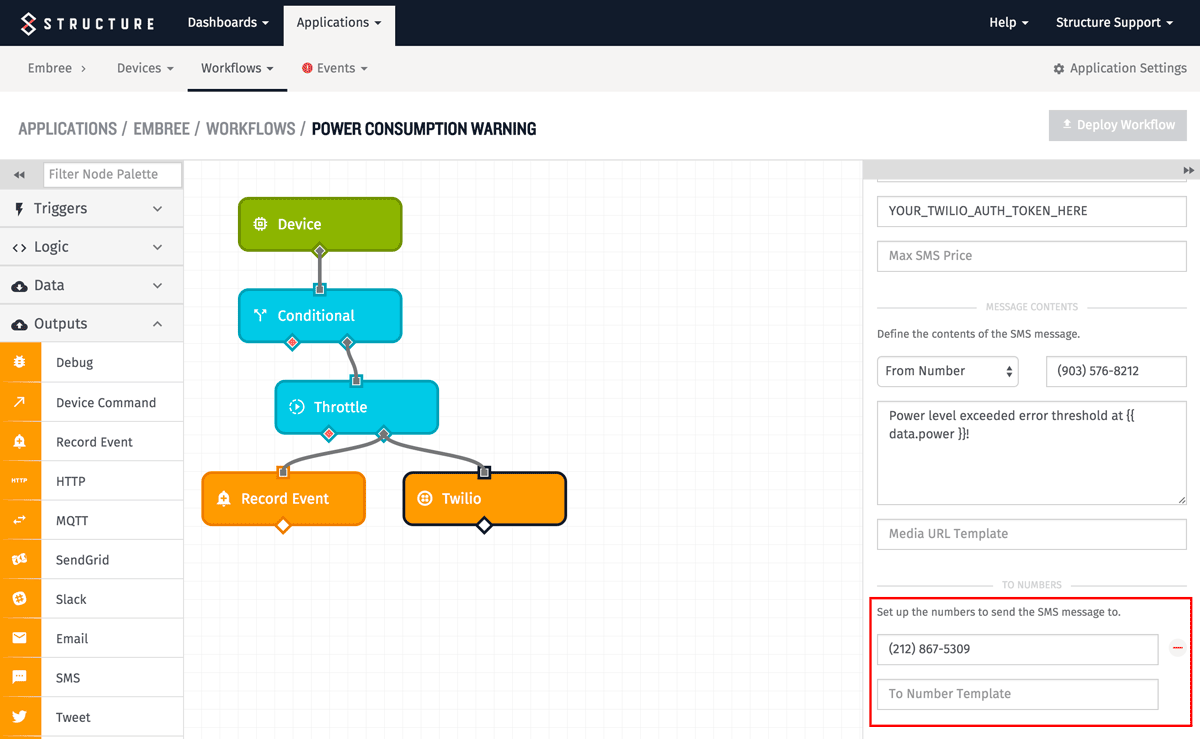 STRUCTURE
Dashboards
Applications
Help
Structure Support
Embree
Devices
Workflows
Events
Application Settings
APPLICATIONS / EMBREE / WORKFLOWS / POWER CONSUMPTION WARNING
Deploy Workflow
Filter Node Palette
Triggers
Logic
Data
Outputs
Debug
Device Command
Record Event
HTTP
HTTP
MQTT
SendGrid
Slack
Email
SMS
Tweet
Device
Conditional
Throttle
Record Event
Twilio
YOUR_TWILIO_AUTH_TOKEN_HERE
Max SMS Price
MESSAGE CONTENTS
Define the contents of the SMS message.
From Number
(903) 576-8212
Power level exceeded error threshold at {{
data.power }}!
Media URL Template
TO NUMBERS
Set up the numbers to send the SMS message to.
(212) 867-5309
To Number Template